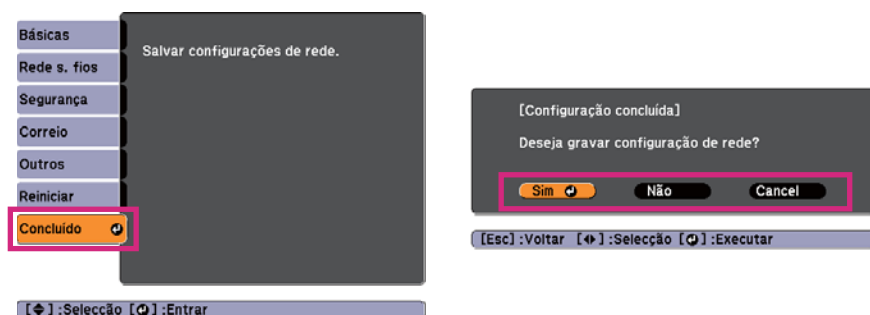 Básicas
Rede s. fios
Segurança
Correio
Outros
Reiniciar
Concluído
Salvar configurações de rede.
[ ]:Selecção [ ]:Entrar
[Configuração concluída]
Deseja gravar configuração de rede?
Sim Não Cancel
[Esc]:Voltar [ ]:Selecção [ ]:Executar